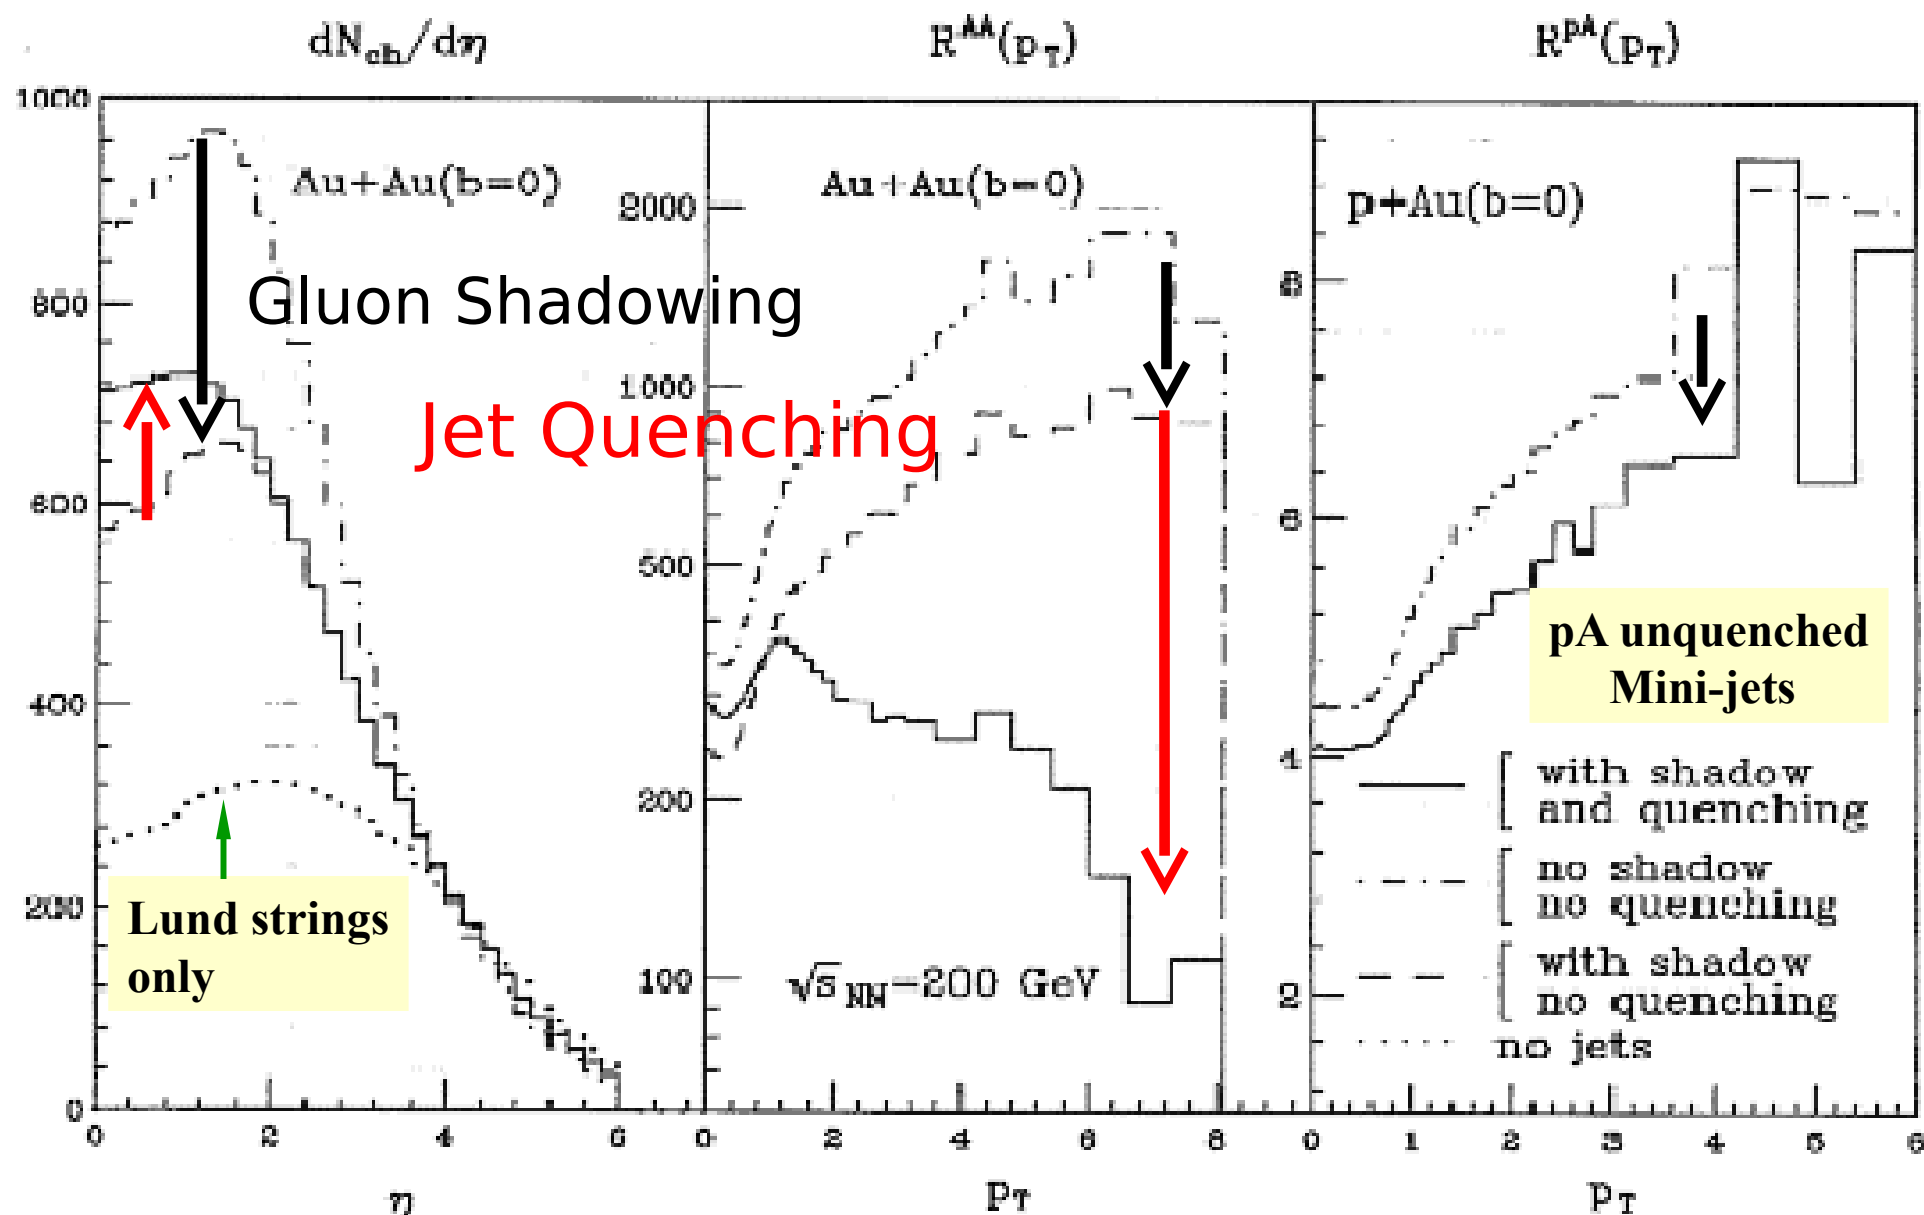 dN_ch/dη
R^AA(p_T)
R^pA(p_T)
1000
800
600
400
200
0
Au+Au(b=0)
Gluon Shadowing
Jet Quenching
Lund strings
only
0 2 4 6
η
2000
1000
500
200
100
Au+Au(b=0)
√s_NN=200 GeV
0 2 4 6 8
p_T
8
6
4
2
p+Au(b=0)
pA unquenched
Mini-jets
with shadow
and quenching
no shadow
no quenching
with shadow
no quenching
no jets
0 1 2 3 4 5 6
p_T